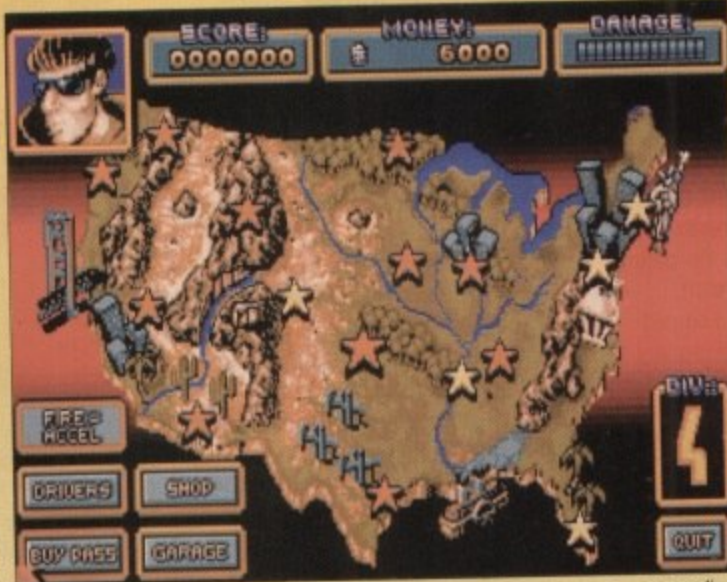 SCORE:
0000000
MONEY:
$ 6000
DAMAGE:
FIRE=
ACCEL
DRIVERS
SHOP
BUY PASS
GARAGE
DIV:
4
QUIT